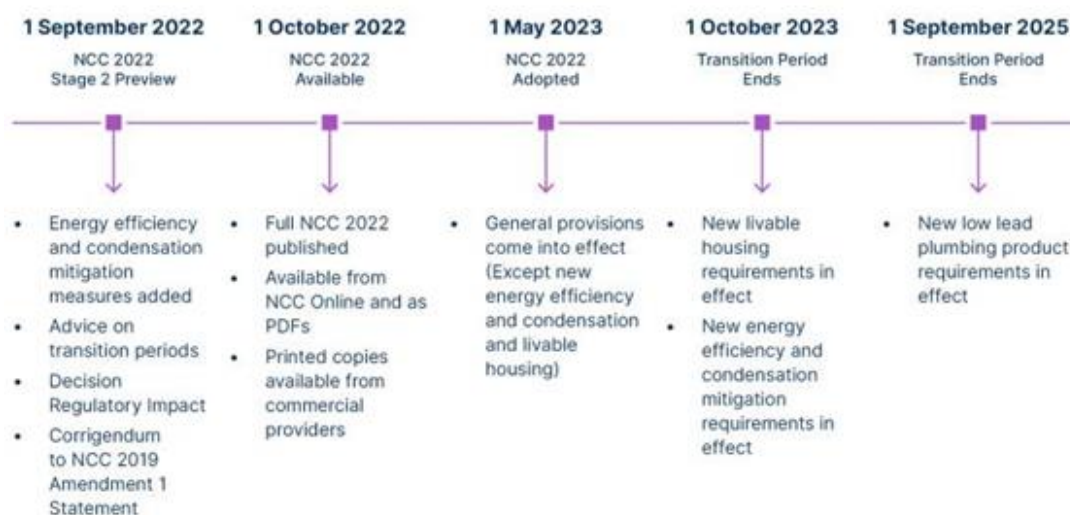 1 September 2022
NCC 2022
Stage 2 Preview
• Energy efficiency
and condensation
mitigation
measures added
• Advice on
transition periods
• Decision
Regulatory Impact
• Corrigendum
to NCC 2019
Amendment 1
Statement
1 October 2022
NCC 2022
Available
• Full NCC 2022
published
• Available from
NCC Online and as
PDFs
• Printed copies
available from
commercial
providers
1 May 2023
NCC 2022
Adopted
• General provisions
come into effect
(Except new
energy efficiency
and condensation
and livable
housing)
1 October 2023
Transition Period
Ends
• New livable
housing
requirements in
effect
• New energy
efficiency and
condensation
mitigation
requirements in
effect
1 September 2025
Transition Period
Ends
• New low lead
plumbing product
requirements in
effect